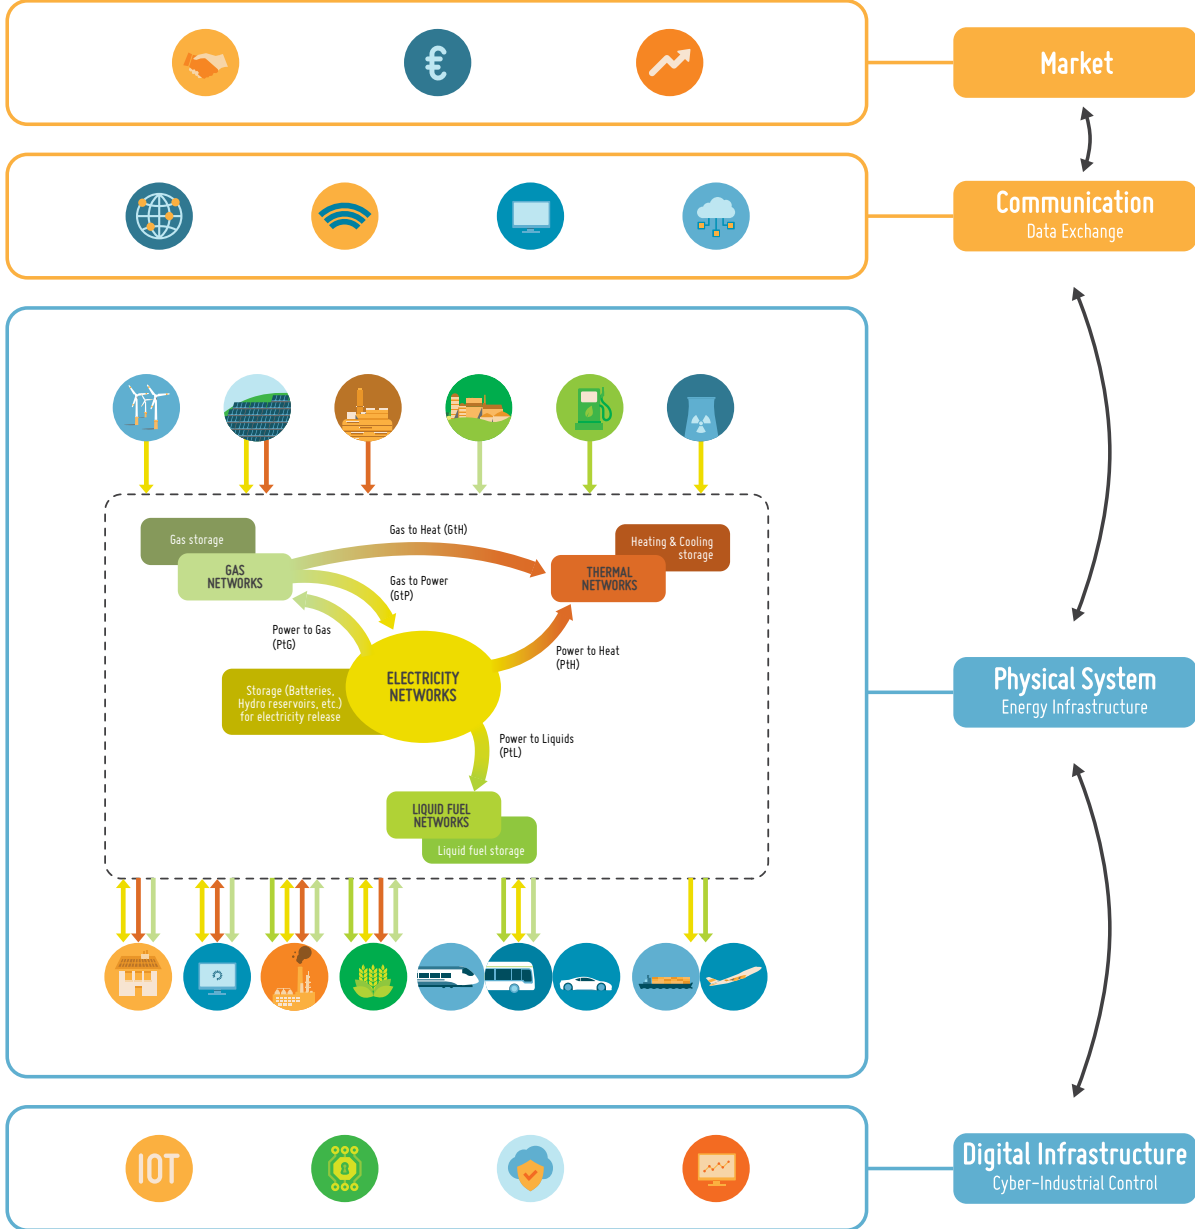 €
Market
Communication
Data Exchange
Gas storage
GAS
NETWORKS
Gas to Heat (GtH)
Heating & Cooling
storage
THERMAL
NETWORKS
Gas to Power
(GtP)
Power to Gas
(PtG)
Power to Heat
(PtH)
ELECTRICITY
NETWORKS
Storage (Batteries,
Hydro reservoirs, etc.)
for electricity release
Power to Liquids
(PtL)
LIQUID FUEL
NETWORKS
Liquid fuel storage
Physical System
Energy Infrastructure
IOT
Digital Infrastructure
Cyber-Industrial Control